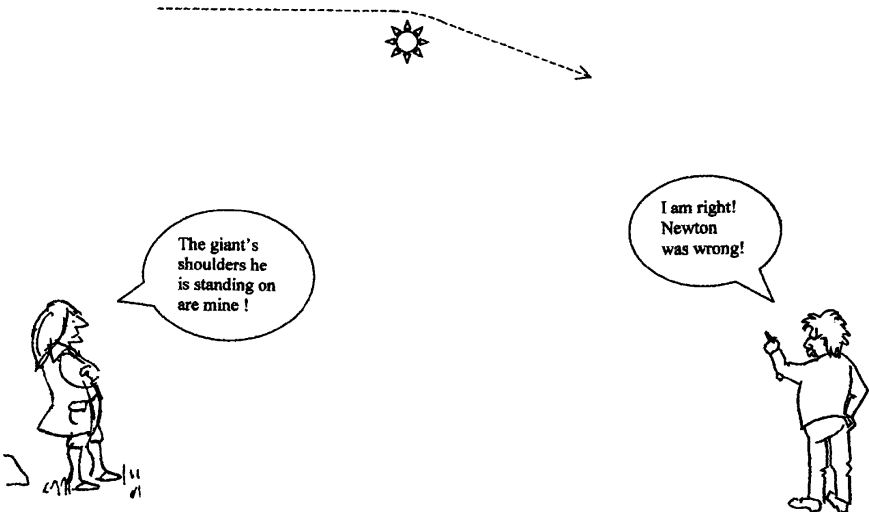 The giant's
shoulders he
is standing on
are mine !
I am right!
Newton
was wrong!